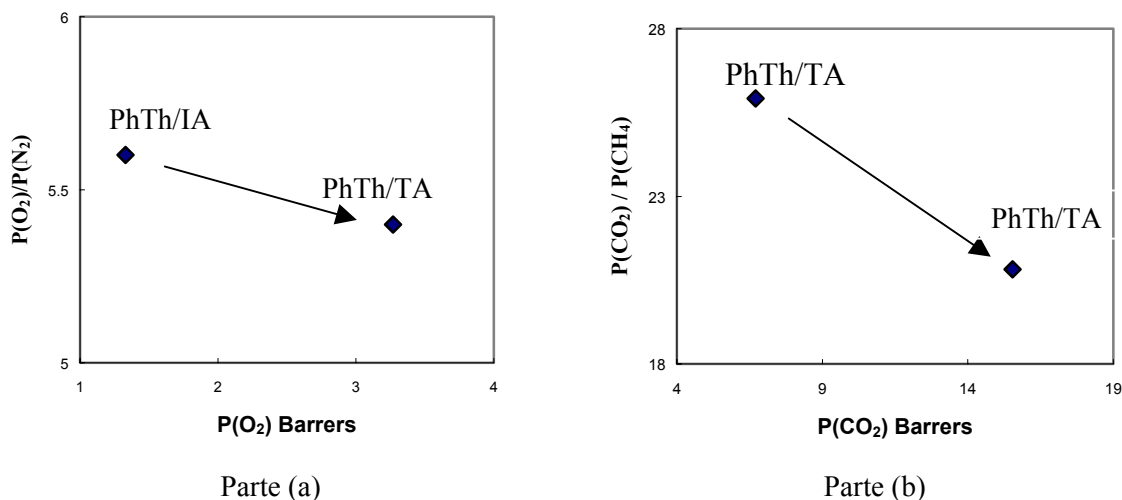 6
5.5
5
P(O₂)/P(N₂)
PhTh/IA
PhTh/TA
1
2
3
4
P(O₂) Barrers
Parte (a)
28
23
18
P(CO₂) / P(CH₄)
PhTh/TA
PhTh/TA
4
9
14
19
P(CO₂) Barrers
Parte (b)